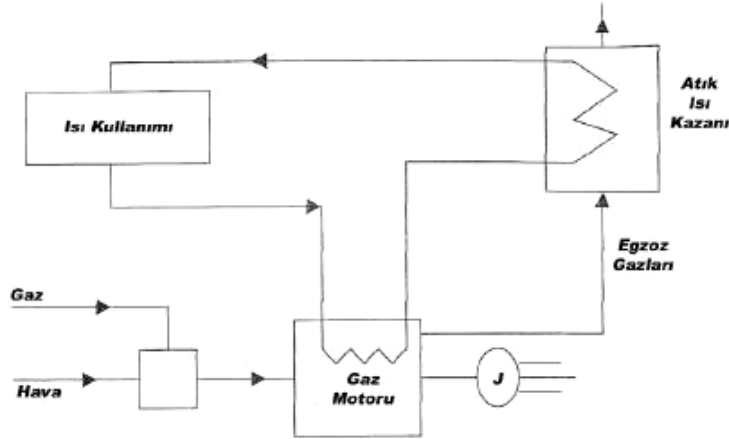 Isı Kullanımı
Atık
Isı
Kazanı
Egzoz
Gazları
Gaz
Hava
Gaz
Motoru
J